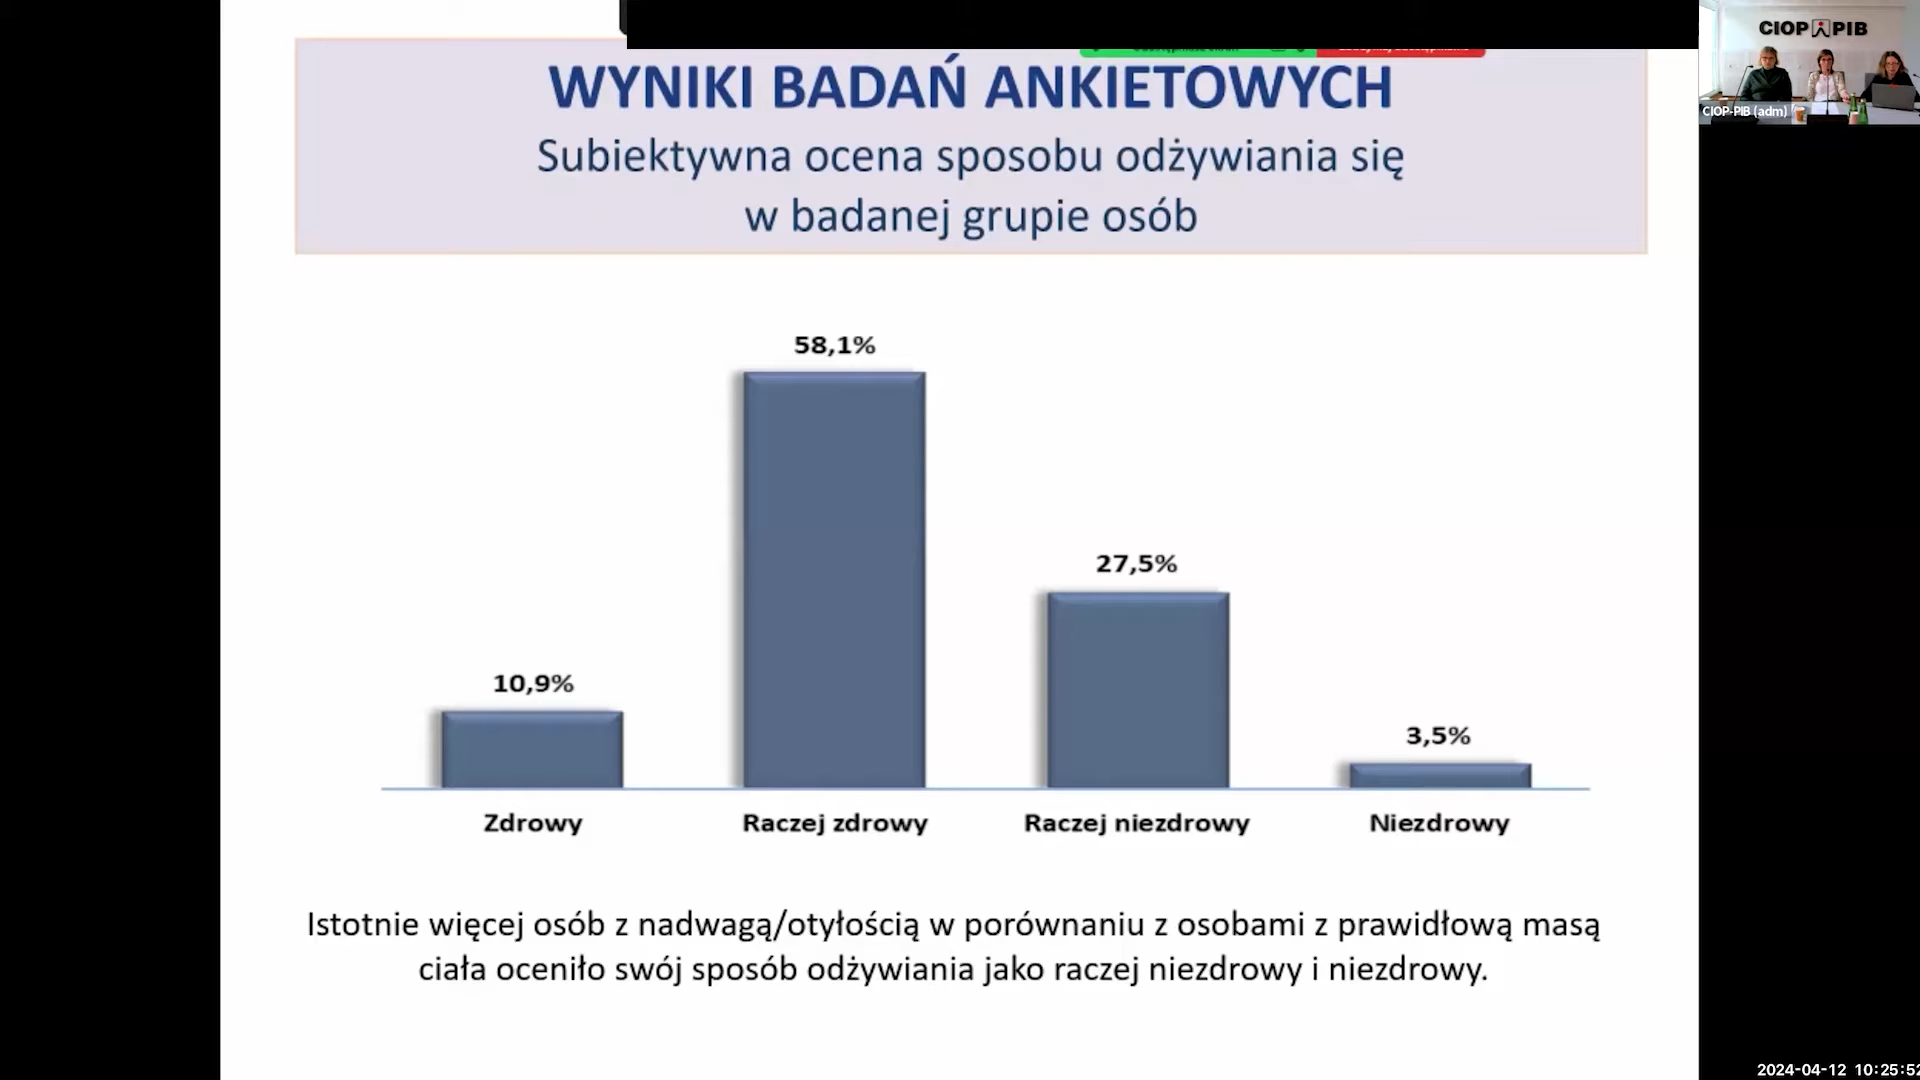 CIOP PIB
CIOP-PIB (adm)
WYNIKI BADAŃ ANKIETOWYCH
Subiektywna ocena sposobu odżywiania się
w badanej grupie osób
58,1%
27,5%
10,9%
3,5%
Zdrowy
Raczej zdrowy
Raczej niezdrowy
Niezdrowy
Istotnie więcej osób z nadwagą/otyłością w porównaniu z osobami z prawidłową masą
ciała oceniło swój sposób odżywiania jako raczej niezdrowy i niezdrowy.
2024-04-12 10:25:52